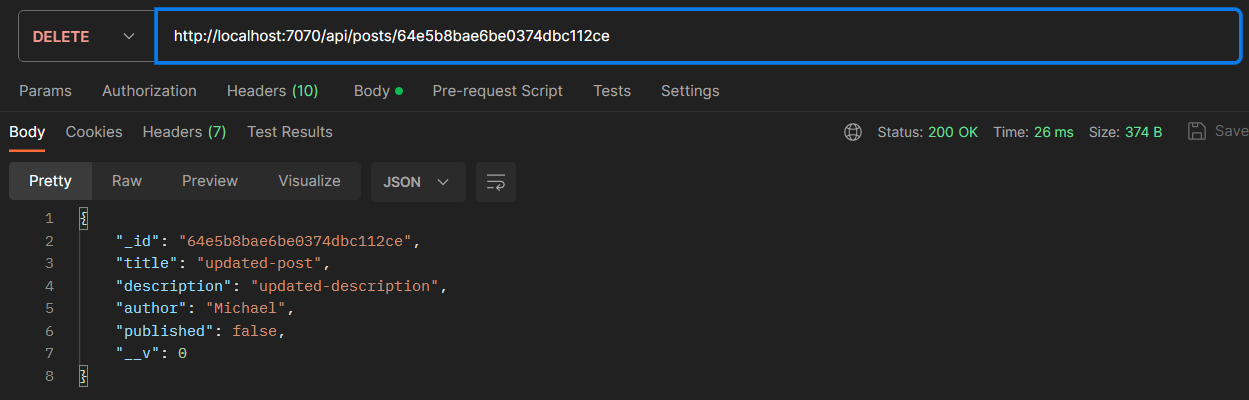 DELETE http://localhost:7070/api/posts/64e5b8bae6be0374dbc112ce
Params Authorization Headers (10) Body Pre-request Script Tests Settings
Body Cookies Headers (7) Test Results Status: 200 OK Time: 26 ms Size: 374 B Save
Pretty Raw Preview Visualize JSON
1 {
2 "_id": "64e5b8bae6be0374dbc112ce",
3 "title": "updated-post",
4 "description": "updated-description",
5 "author": "Michael",
6 "published": false,
7 "__v": 0
8 }